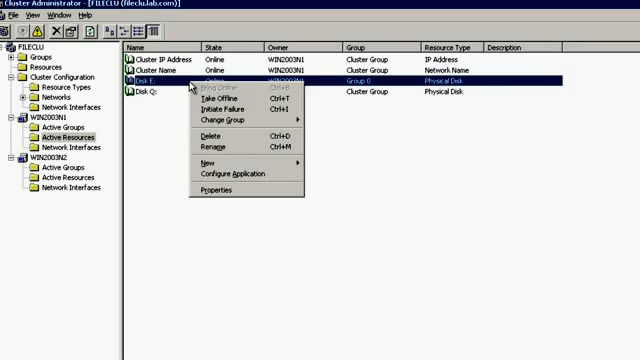 Cluster Administrator - [FILECLU (fileclu.lab.com)]
File View Window Help
FILECLU
Groups
Resources
Cluster Configuration
Resource Types
Networks
Network Interfaces
WIN2003N1
Active Groups
Active Resources
Network Interfaces
WIN2003N2
Active Groups
Active Resources
Network Interfaces
Name State Owner Group Resource Type Description
Cluster IP Address Online WIN2003N1 Cluster Group IP Address
Cluster Name Online WIN2003N1 Cluster Group Network Name
Disk E: Online WIN2003N1 Group 0 Physical Disk
Disk Q: Cluster Group Physical Disk
Bring Online Ctrl+B
Take Offline Ctrl+T
Initiate Failure Ctrl+I
Change Group
Delete Ctrl+D
Rename Ctrl+M
New
Configure Application
Properties